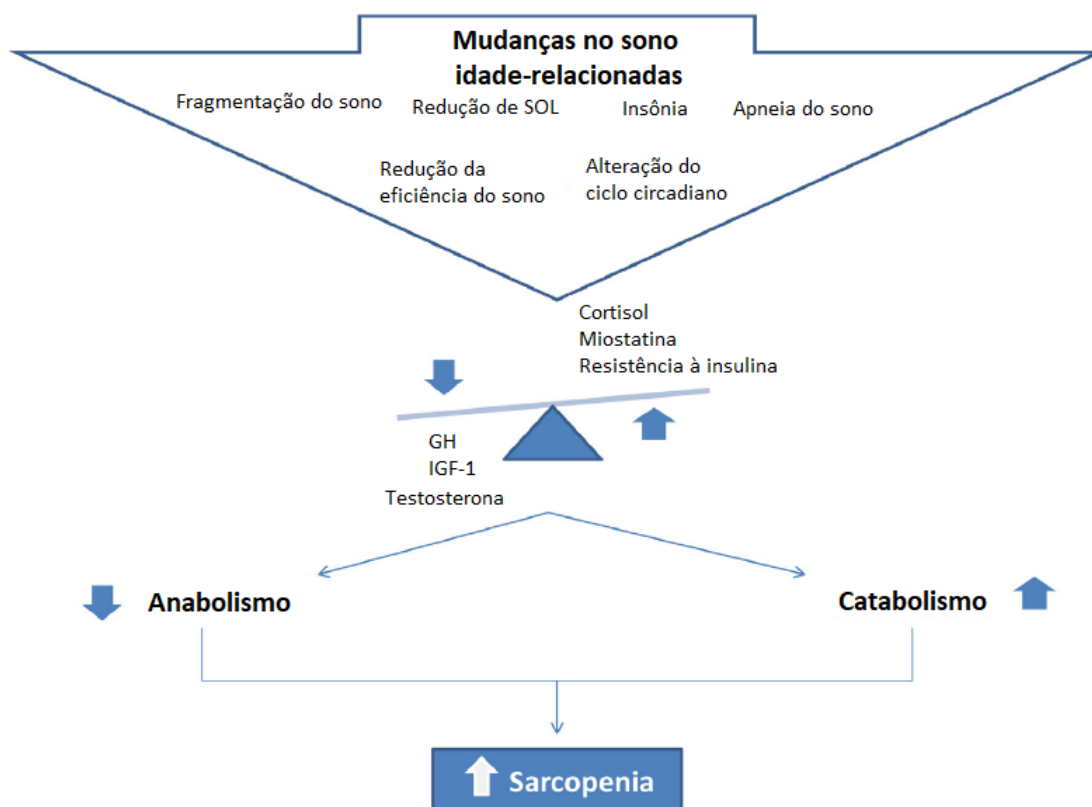 Mudanças no sono
idade-relacionadas
Fragmentação do sono
Redução de SOL
Insônia
Apneia do sono
Redução da
eficiência do sono
Alteração do
ciclo circadiano
Cortisol
Miostatina
Resistência à insulina
GH
IGF-1
Testosterona
Anabolismo
Catabolismo
Sarcopenia